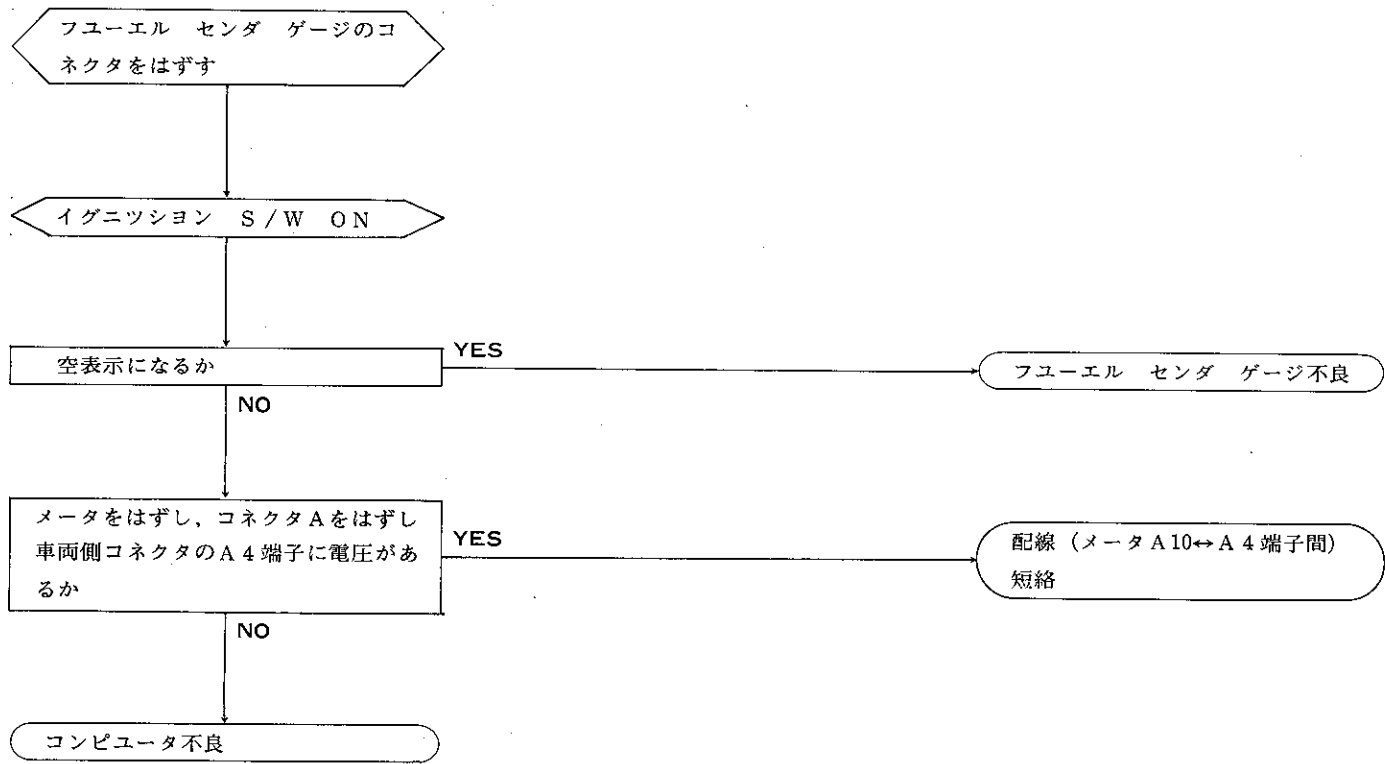 フユーエル センダ ゲージのコ
ネクタをはずす
イグニツシヨン S/W ON
空表示になるか
YES
フユーエル センダ ゲージ不良
NO
メータをはずし、コネクタAをはずし
車両側コネクタのA4端子に電圧があ
るか
YES
配線(メータA10↔A4端子間)
短絡
NO
コンピユータ不良